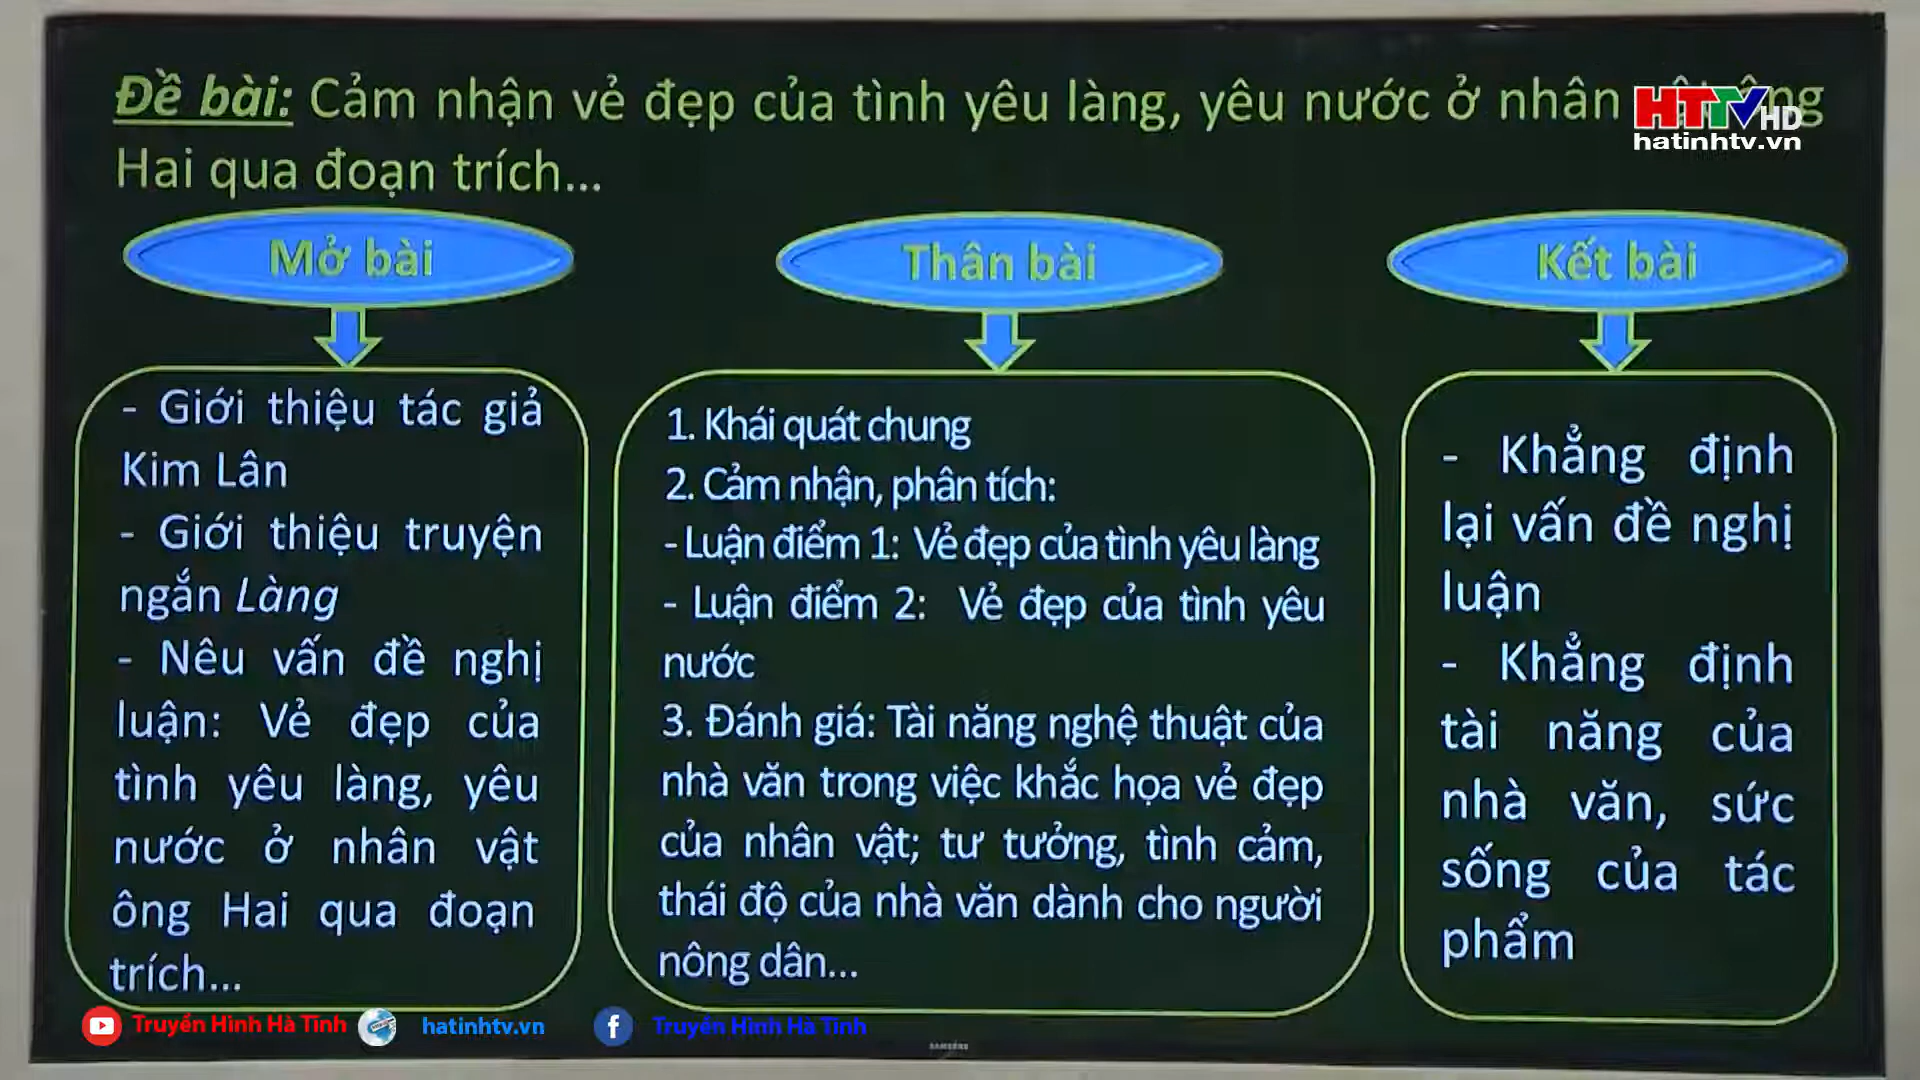 Đề bài: Cảm nhận vẻ đẹp của tình yêu làng, yêu nước ở nhân
HTTV HD
hatinhtv.vn
Hai qua đoạn trích...
Mở bài
Thân bài
Kết bài
- Giới thiệu tác giả
Kim Lân
- Giới thiệu truyện
ngắn Làng
- Nêu vấn đề nghị
luận: Vẻ đẹp của
tình yêu làng, yêu
nước ở nhân vật
ông Hai qua đoạn
trích...
1. Khái quát chung
2. Cảm nhận, phân tích:
- Luận điểm 1: Vẻ đẹp của tình yêu làng
- Luận điểm 2: Vẻ đẹp của tình yêu
nước
3. Đánh giá: Tài năng nghệ thuật của
nhà văn trong việc khắc họa vẻ đẹp
của nhân vật; tư tưởng, tình cảm,
thái độ của nhà văn dành cho người
nông dân...
- Khẳng định
lại vấn đề nghị
luận
- Khẳng định
tài năng của
nhà văn, sức
sống của tác
phẩm
Truyền Hình Hà Tĩnh
hatinhtv.vn
Truyền Hình Hà Tĩnh
SAMSUNG